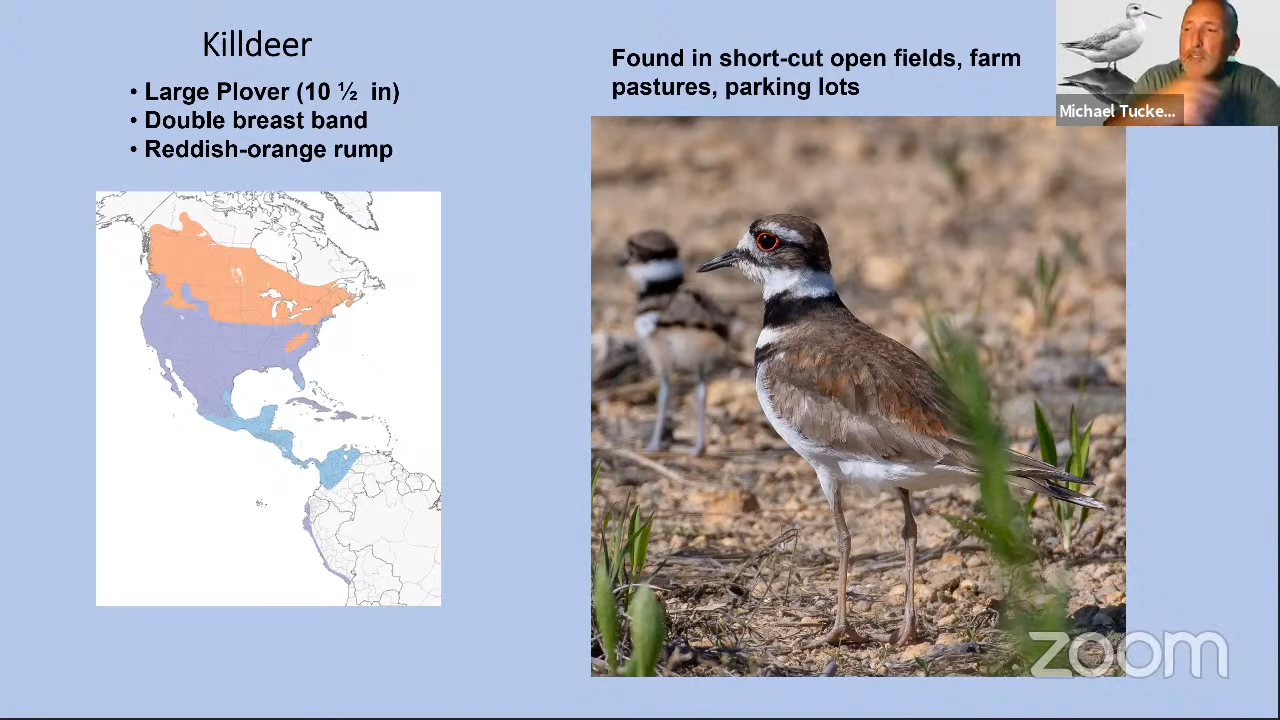 Killdeer
• Large Plover (10 ½ in)
• Double breast band
• Reddish-orange rump
Found in short-cut open fields, farm
pastures, parking lots
Michael Tucke...
zoom